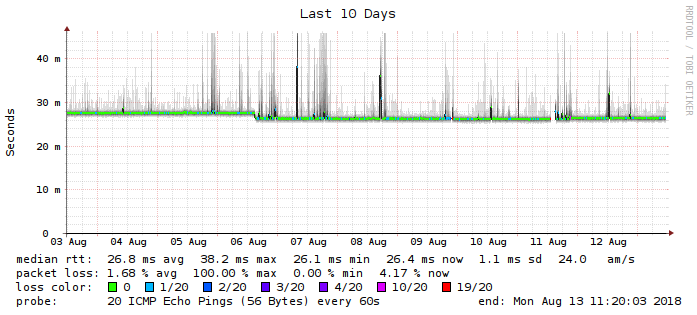 Last 10 Days
RRDTOOL / TOBI OETIKER
Seconds
40 m
30 m
20 m
10 m
0
03 Aug 04 Aug 05 Aug 06 Aug 07 Aug 08 Aug 09 Aug 10 Aug 11 Aug 12 Aug
median rtt: 26.8 ms avg 38.2 ms max 26.1 ms min 26.4 ms now 1.1 ms sd 24.0 am/s
packet loss: 1.68 % avg 100.00 % max 0.00 % min 4.17 % now
loss color: 0 1/20 2/20 3/20 4/20 10/20 19/20
probe: 20 ICMP Echo Pings (56 Bytes) every 60s end: Mon Aug 13 11:20:03 2018